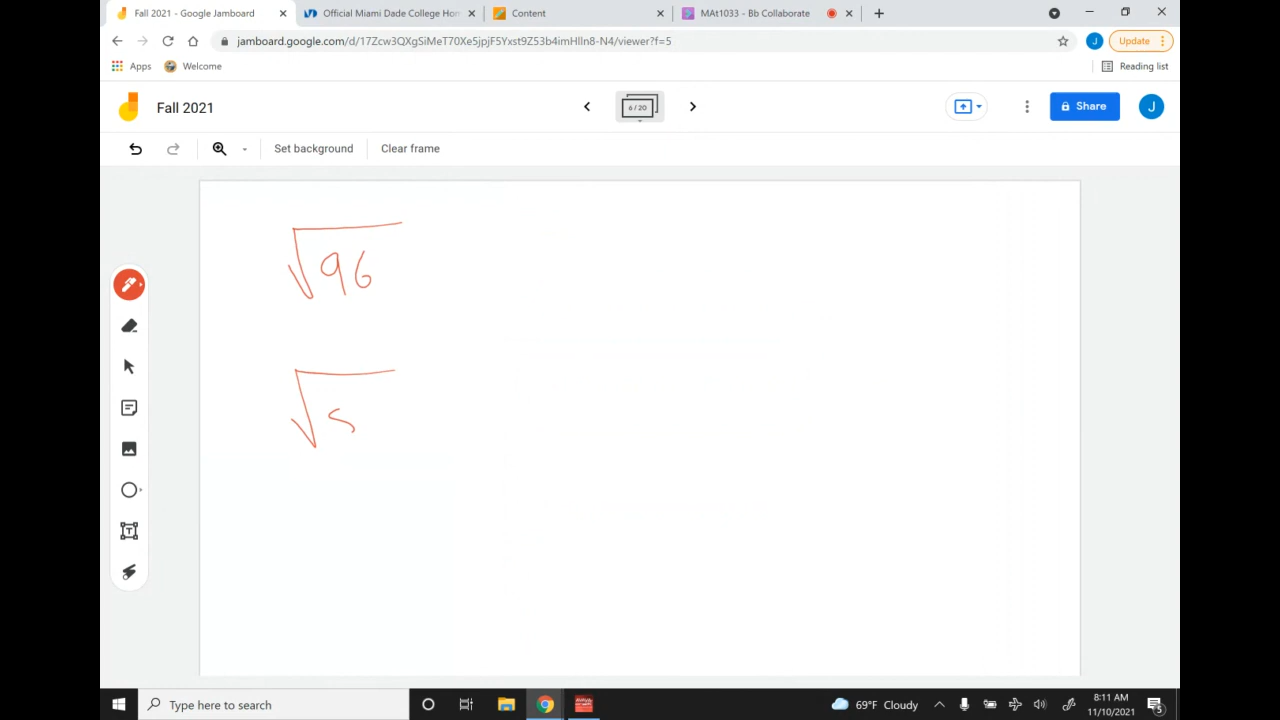 Fall 2021 - Google Jamboard
Official Miami Dade College Hom
Content
MAt1033 - Bb Collaborate
jamboard.google.com/d/17Zcw3QXgSiMeT70Xe5jpjF5Yxst9Z53b4imHlln8-N4/viewer?f=5
J
Update
Apps
Welcome
Reading list
Fall 2021
6 / 20
Share
J
Set background
Clear frame
√96
√5
Type here to search
AVAYA
69°F Cloudy
8:11 AM
11/10/2021
5